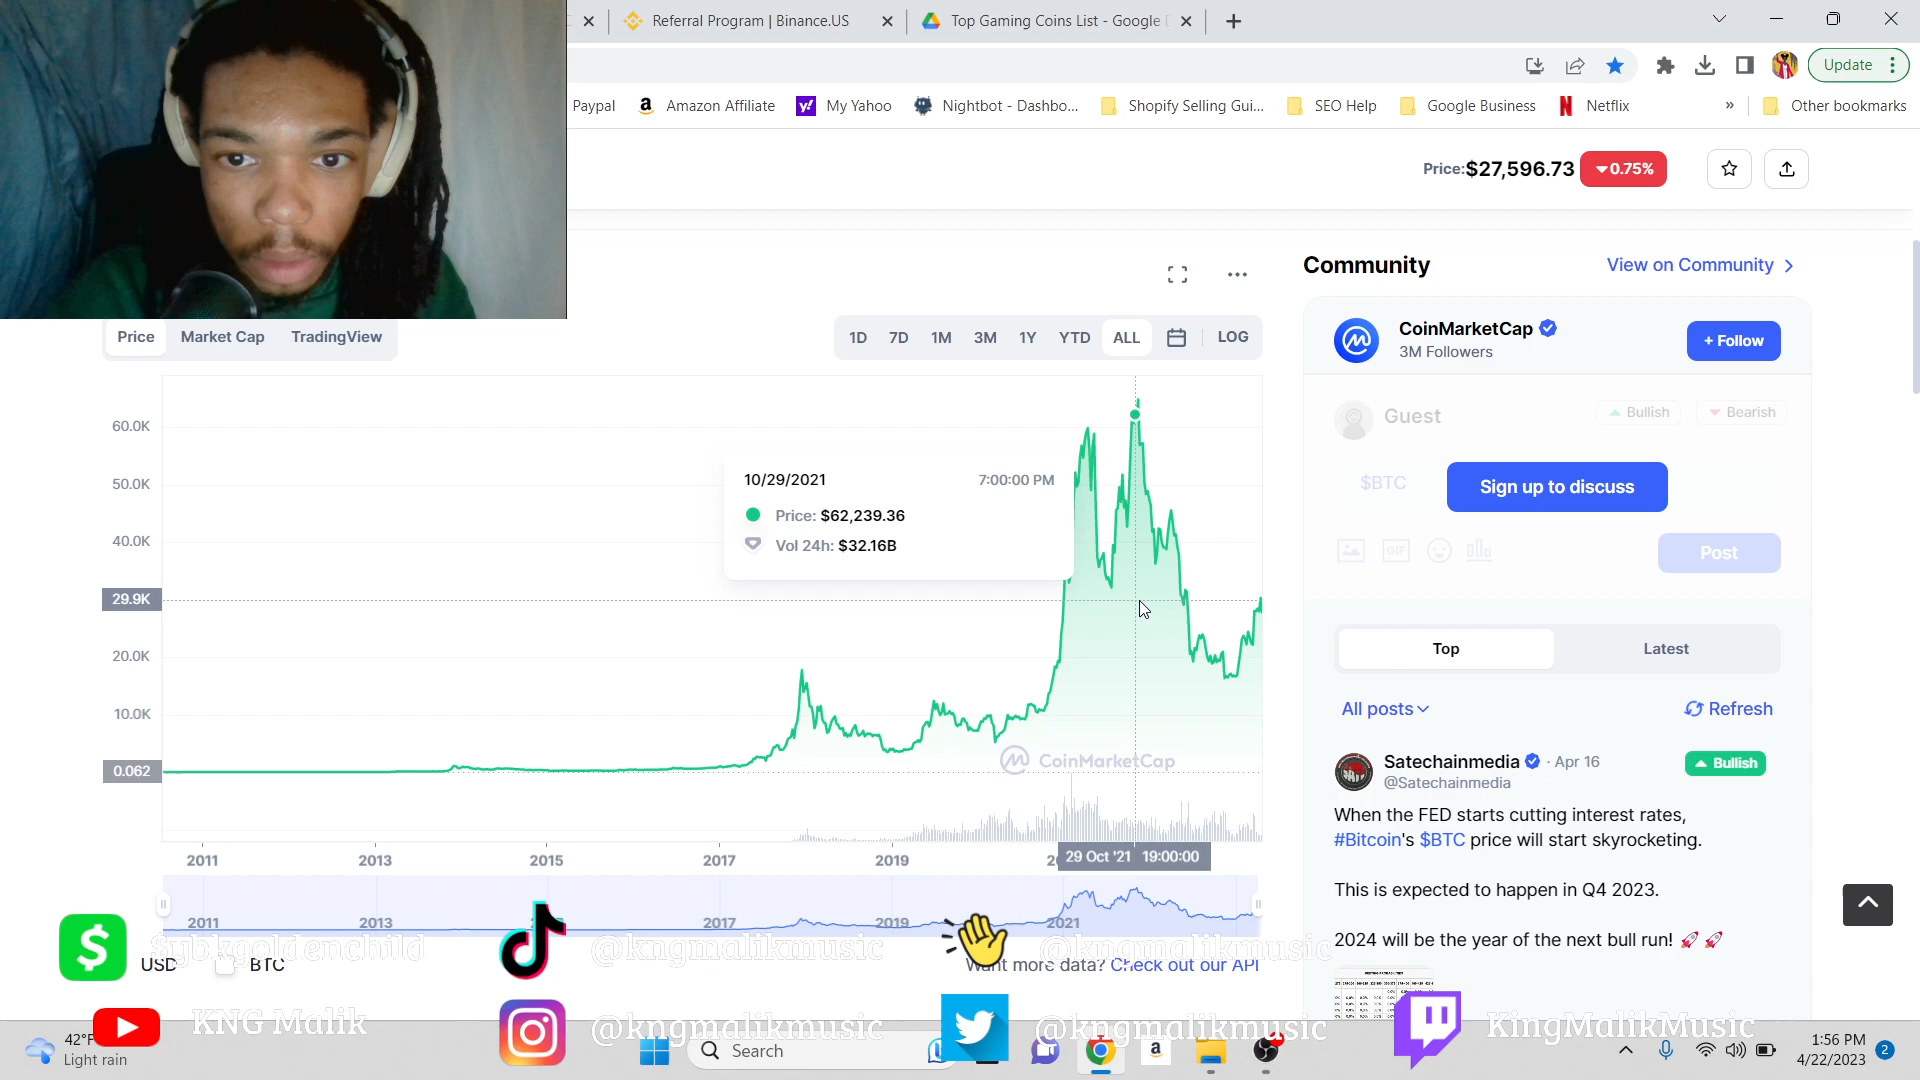 Referral Program | Binance.US
Top Gaming Coins List - Google
Update
Paypal
Amazon Affiliate
My Yahoo
Nightbot - Dashbo...
Shopify Selling Gui...
SEO Help
Google Business
Netflix
»
Other bookmarks
Price:$27,596.73
0.75%
Price
Market Cap
TradingView
1D 7D 1M 3M 1Y YTD ALL LOG
60.0K
50.0K
40.0K
29.9K
20.0K
10.0K
0.062
10/29/2021 7:00:00 PM
Price: $62,239.36
Vol 24h: $32.16B
CoinMarketCap
2011 2013 2015 2017 2019
29 Oct '21 19:00:00
2011 2013 2017 2019 2021
USD
BTC
Want more data? Check out our API
Community
View on Community
CoinMarketCap
3M Followers
+ Follow
Guest
Bullish
Bearish
$BTC
Sign up to discuss
GIF
Post
Top
Latest
All posts
Refresh
Satechainmedia · Apr 16
@Satechainmedia
Bullish
When the FED starts cutting interest rates,
#Bitcoin's $BTC price will start skyrocketing.
This is expected to happen in Q4 2023.
2024 will be the year of the next bull run! 🚀🚀
$ybkgoldenchild
@kngmalikmusic
@kngmalikmusic
KNG Malik
@kngmalikmusic
@kngmalikmusic
KingMalikMusic
42°F
Light rain
Search
1:56 PM
4/22/2023
2